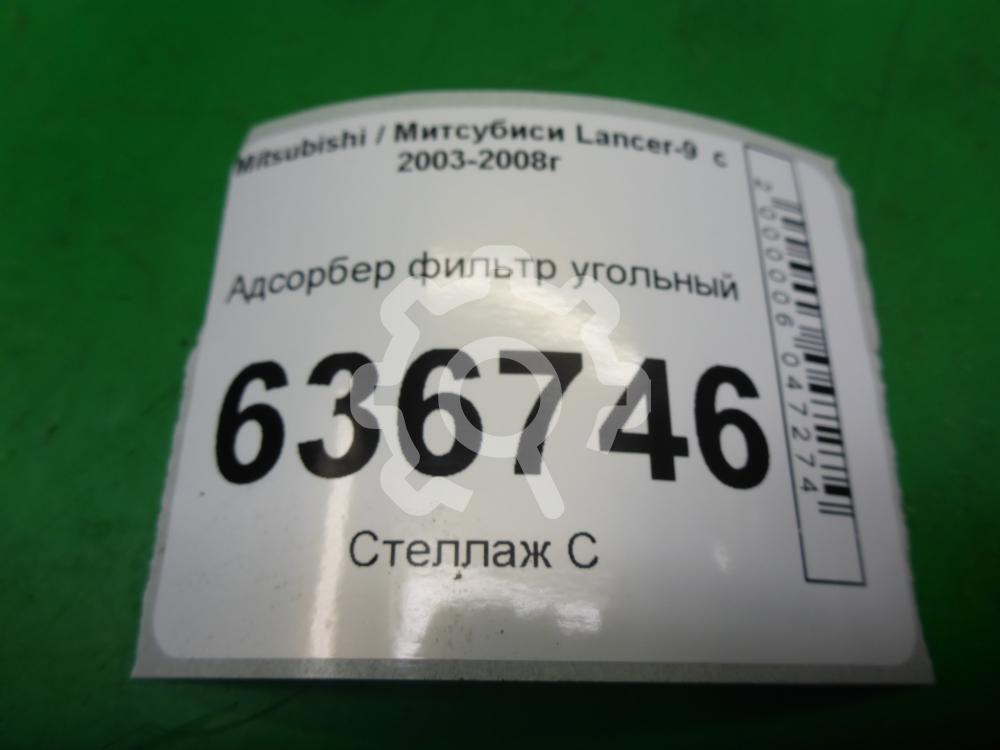 Mitsubishi / Митсубиси Lancer-9 с
2003-2008г
Адсорбер фильтр угольный
636746
Стеллаж С
2000006047274